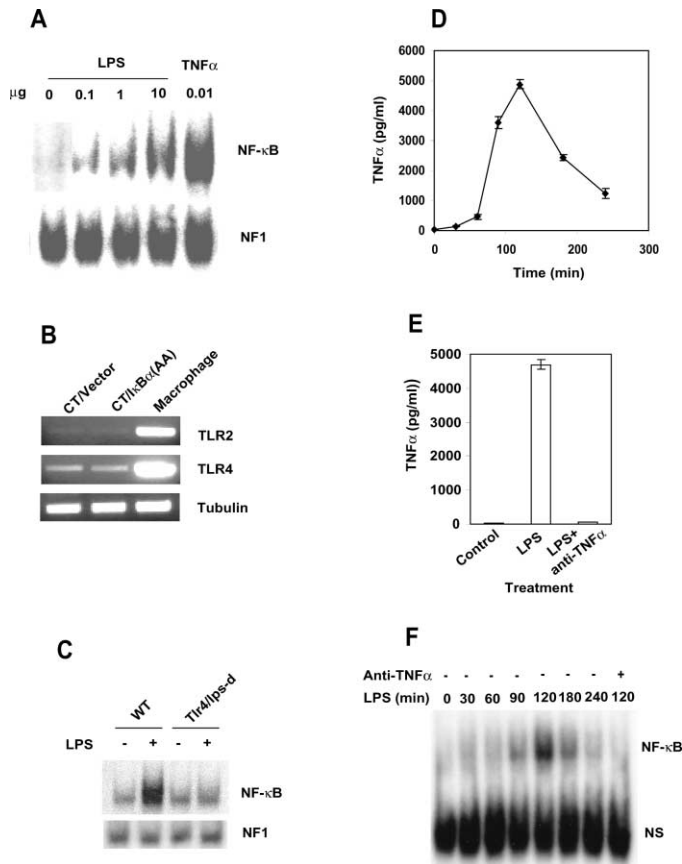 A
LPS TNFα
μg 0 0.1 1 10 0.01
NF-κB
NF1
B
CT/Vector
CT/IκBα(AA)
Macrophage
TLR2
TLR4
Tubulin
C
WT Tlr4/lps-d
LPS - + - +
NF-κB
NF1
D
6000
5000
4000
3000
2000
1000
0
TNFα (pg/ml)
0 100 200 300
Time (min)
E
5000
4000
3000
2000
1000
0
TNFα (pg/ml))
Control
LPS
LPS+
anti-TNFα
Treatment
F
Anti-TNFα - - - - - - - +
LPS (min) 0 30 60 90 120 180 240 120
NF-κB
NS